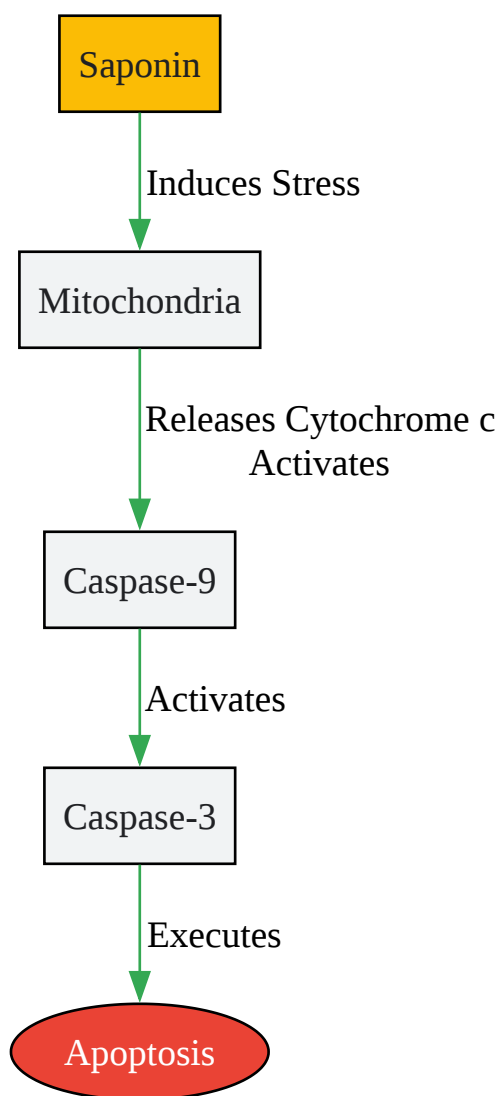 Saponin
Induces Stress
Mitochondria
Releases Cytochrome c
Activates
Caspase-9
Activates
Caspase-3
Executes
Apoptosis